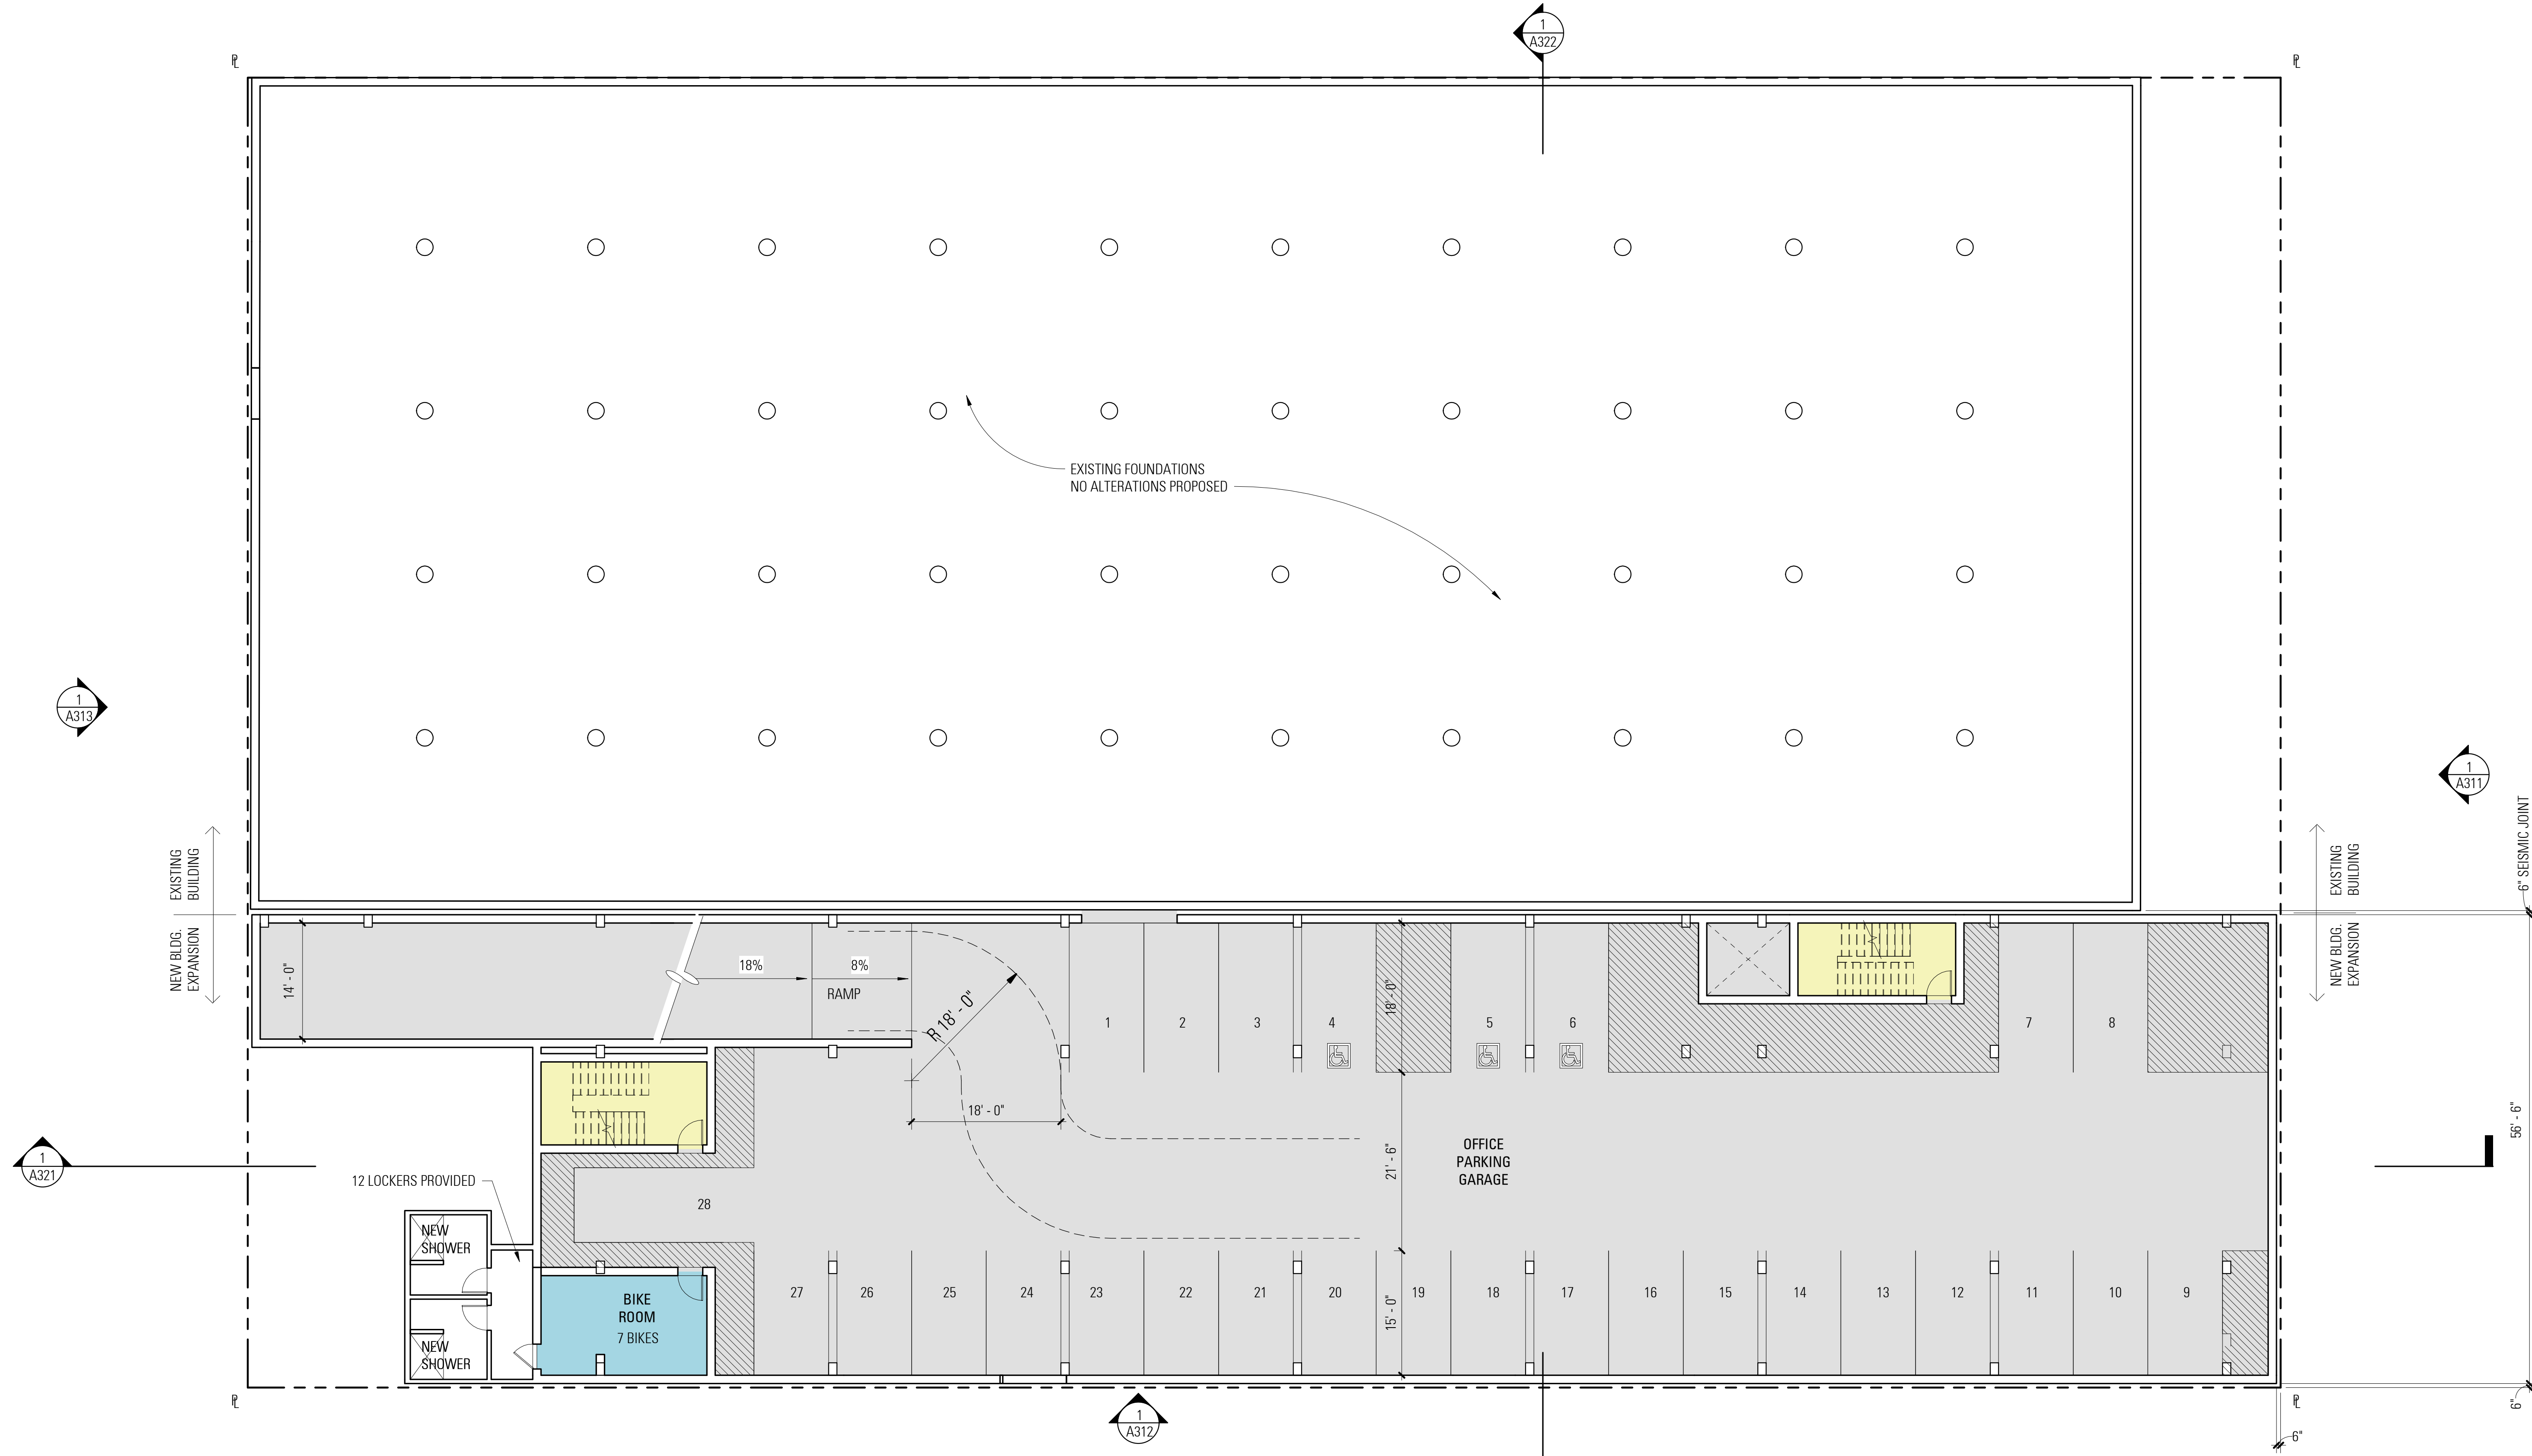 1
A322
PL
PL
EXISTING FOUNDATIONS
NO ALTERATIONS PROPOSED
1
A313
1
A311
6" SEISMIC JOINT
EXISTING
BUILDING
EXISTING
BUILDING
NEW BLDG.
EXPANSION
NEW BLDG.
EXPANSION
14' - 0"
18%
8%
RAMP
R 18' - 0"
18' - 0"
1
2
3
4
5
6
7
8
18' - 0"
56' - 6"
OFFICE
PARKING
GARAGE
21' - 6"
1
A321
12 LOCKERS PROVIDED
28
NEW
SHOWER
NEW
SHOWER
BIKE
ROOM
7 BIKES
27
26
25
24
23
22
21
20
19
18
17
16
15
14
13
12
11
10
9
15' - 0"
PL
PL
1
A312
6"
6"